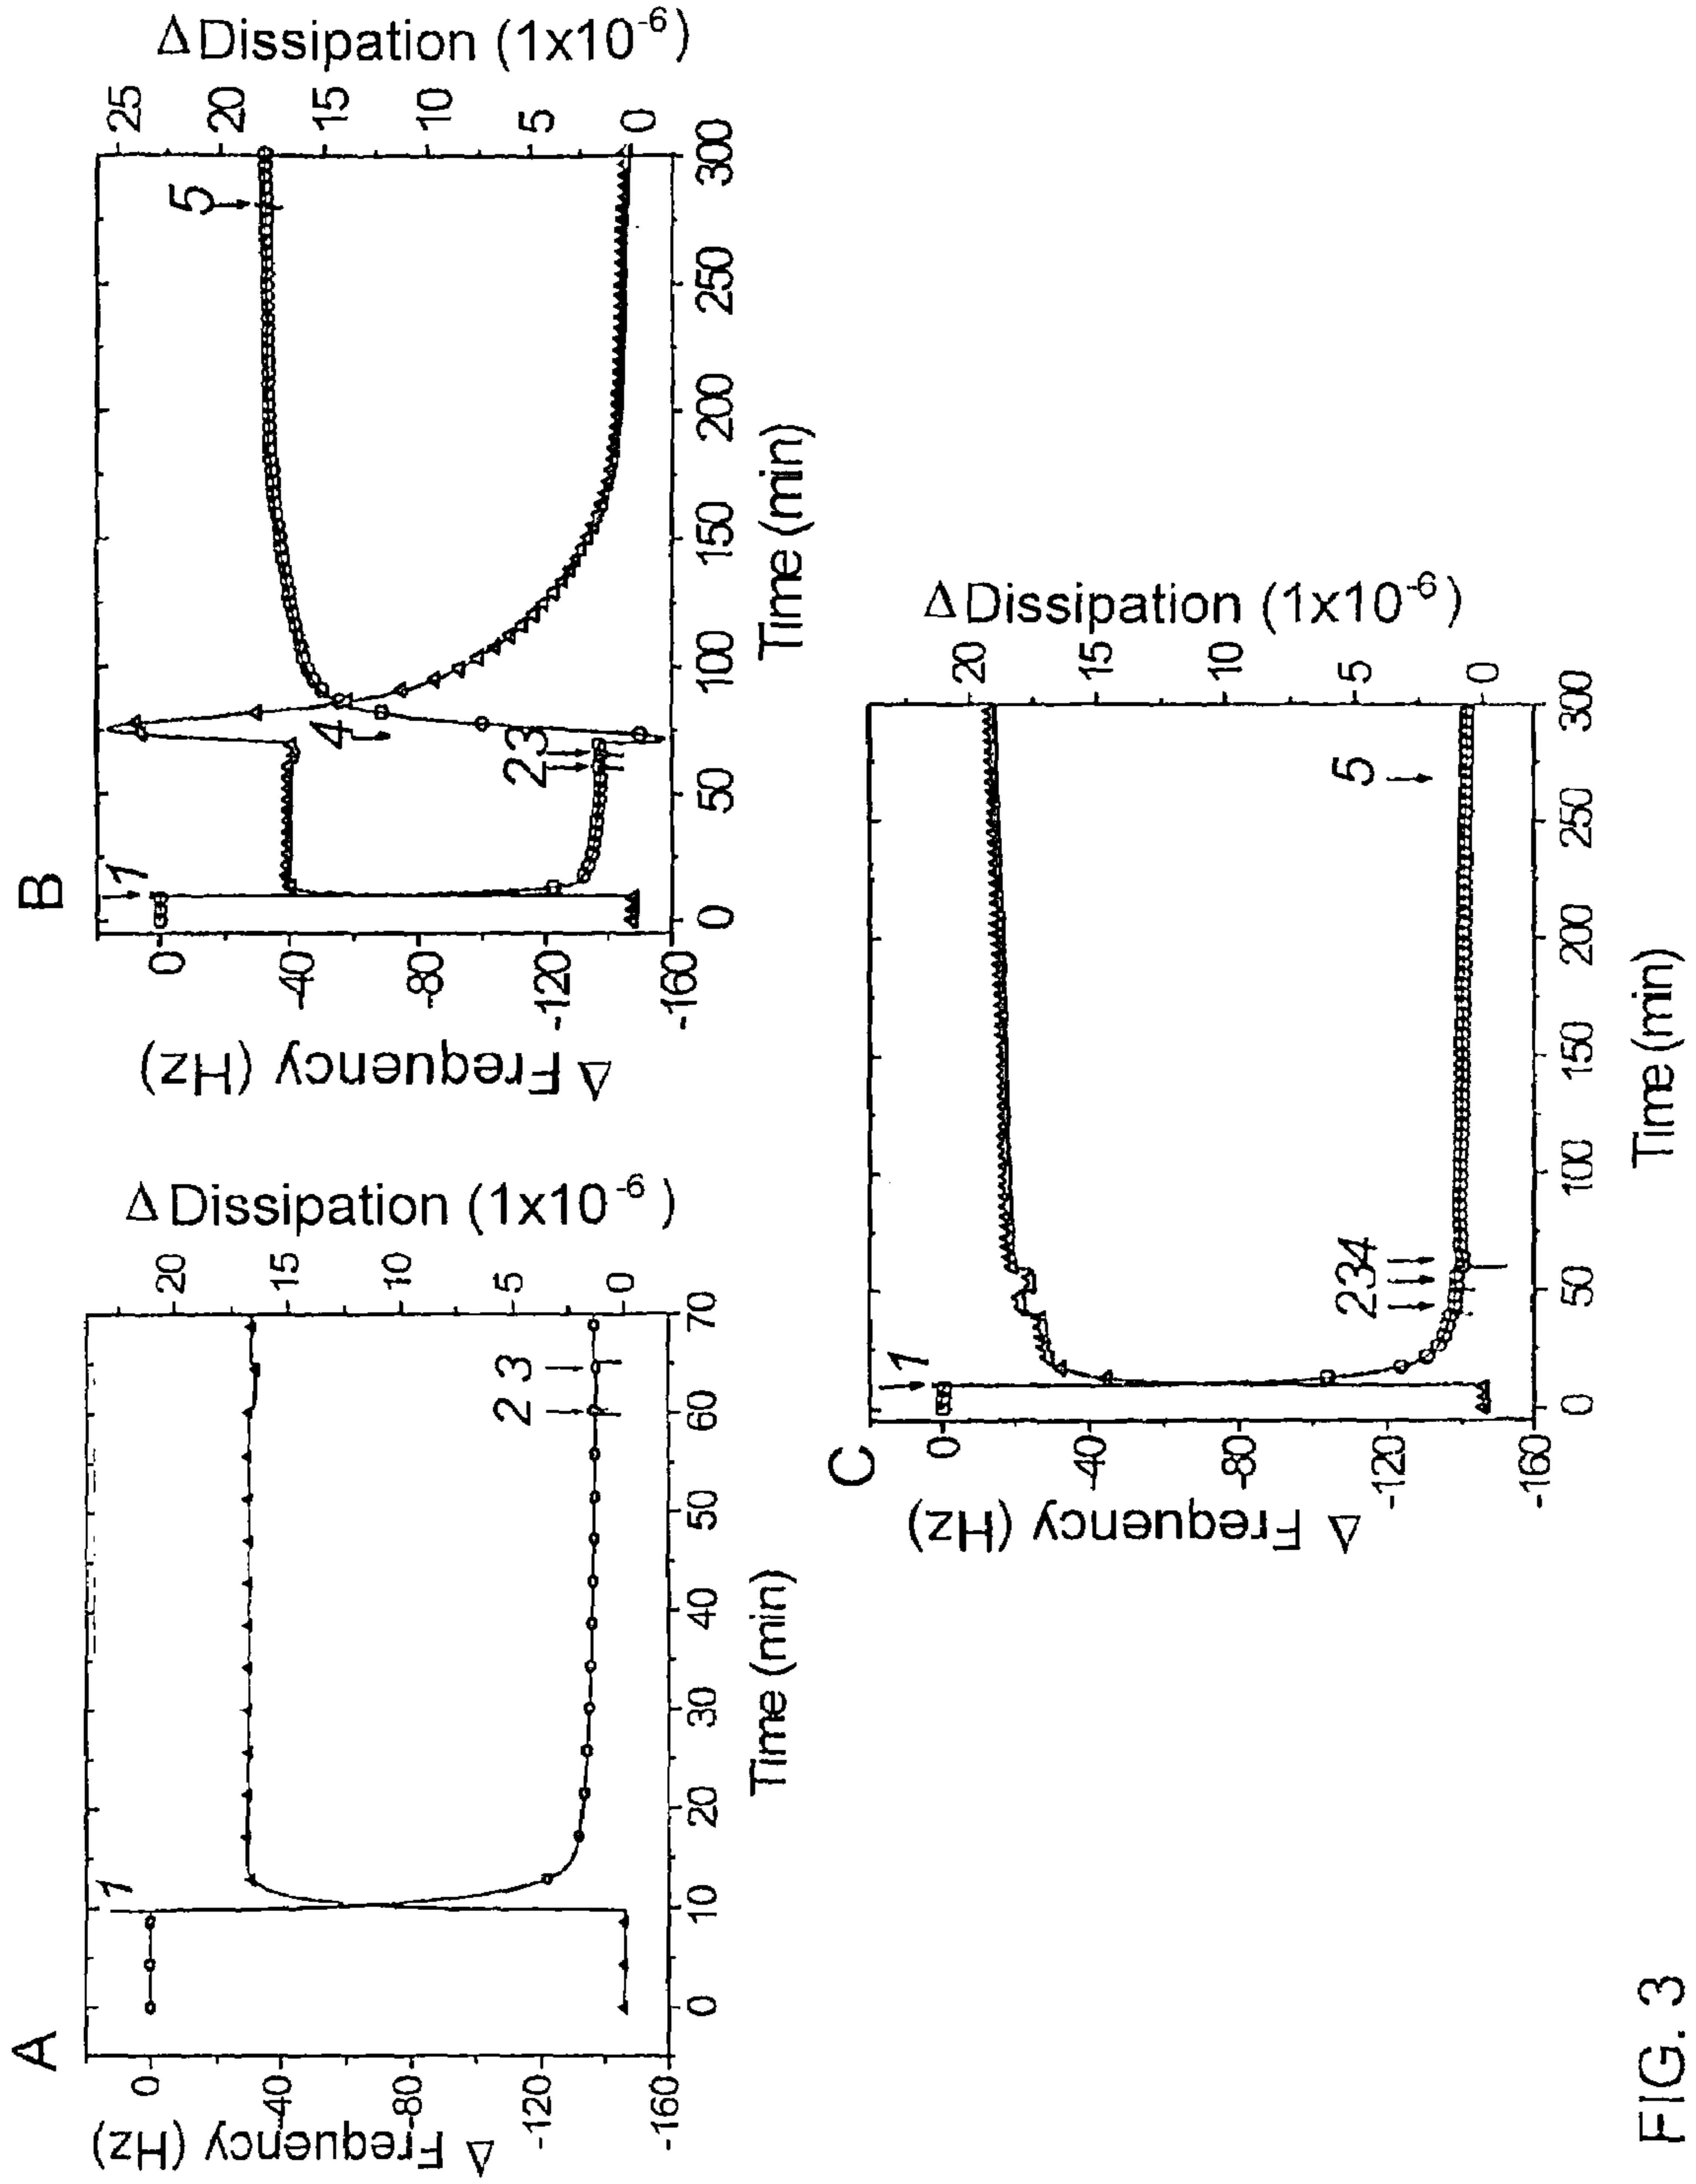 A
1
2 3
0
-40
-80
-120
-160
Δ Frequency (Hz)
20
15
10
5
0
Δ Dissipation (1x10-6)
0 10 20 30 40 50 60 70
Time (min)
B
1
2 3
4
5
0
-40
-80
-120
-160
Δ Frequency (Hz)
25
20
15
10
5
0
Δ Dissipation (1x10-6)
0 50 100 150 200 250 300
Time (min)
C
1
2 3 4
5
0
-40
-80
-120
-160
Δ Frequency (Hz)
20
15
10
5
0
Δ Dissipation (1x10-6)
0 50 100 150 200 250 300
Time (min)
FIG. 3